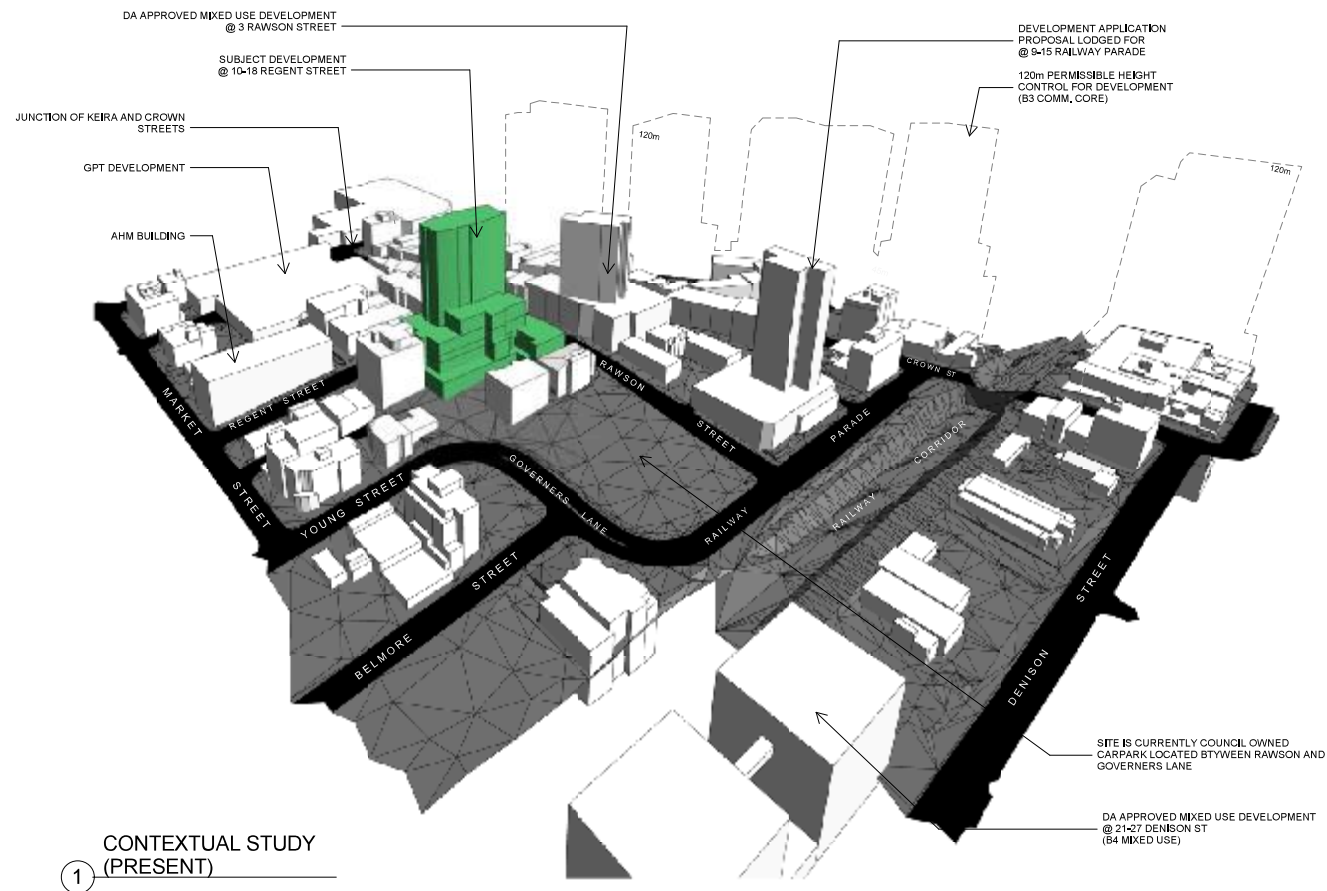 DA APPROVED MIXED USE DEVELOPMENT
@ 3 RAWSON STREET
SUBJECT DEVELOPMENT
@ 10-18 REGENT STREET
JUNCTION OF KEIRA AND CROWN
STREETS
GPT DEVELOPMENT
AHM BUILDING
DEVELOPMENT APPLICATION
PROPOSAL LODGED FOR
@ 9-15 RAILWAY PARADE
120m PERMISSIBLE HEIGHT
CONTROL FOR DEVELOPMENT
(B3 COMM. CORE)
120m
120m
MARKET
STREET
REGENT STREET
YOUNG STREET
GOVERNERS LANE
BELMORE STREET
RAWSON
STREET
RAILWAY
PARADE
CROWN ST
RAILWAY
CORRIDOR
DENISON
STREET
SITE IS CURRENTLY COUNCIL OWNED
CARPARK LOCATED BTYWEEN RAWSON AND
GOVERNERS LANE
DA APPROVED MIXED USE DEVELOPMENT
@ 21-27 DENISON ST
(B4 MIXED USE)
1
CONTEXTUAL STUDY
(PRESENT)